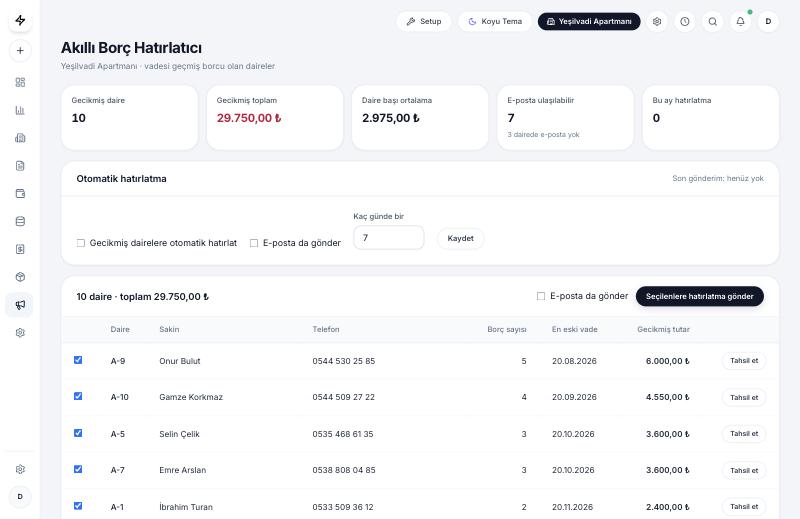 Setup
Koyu Tema
Yeşilvadi Apartmanı
D
Akıllı Borç Hatırlatıcı
Yeşilvadi Apartmanı · vadesi geçmiş borcu olan daireler
Gecikmiş daire
10
Gecikmiş toplam
29.750,00 ₺
Daire başı ortalama
2.975,00 ₺
E-posta ulaşılabilir
7
3 dairede e-posta yok
Bu ay hatırlatma
0
Otomatik hatırlatma
Son gönderim: henüz yok
Kaç günde bir
Gecikmiş dairelere otomatik hatırlat
E-posta da gönder
7
Kaydet
10 daire · toplam 29.750,00 ₺
E-posta da gönder
Seçilenlere hatırlatma gönder
Daire Sakin Telefon Borç sayısı En eski vade Gecikmiş tutar
A-9 Onur Bulut 0544 530 25 85 5 20.08.2026 6.000,00 ₺ Tahsil et
A-10 Gamze Korkmaz 0544 509 27 22 4 20.09.2026 4.550,00 ₺ Tahsil et
A-5 Selin Çelik 0535 468 61 35 3 20.10.2026 3.600,00 ₺ Tahsil et
A-7 Emre Arslan 0538 808 04 85 3 20.10.2026 3.600,00 ₺ Tahsil et
A-1 İbrahim Turan 0533 509 36 12 2 20.11.2026 2.400,00 ₺ Tahsil et
D